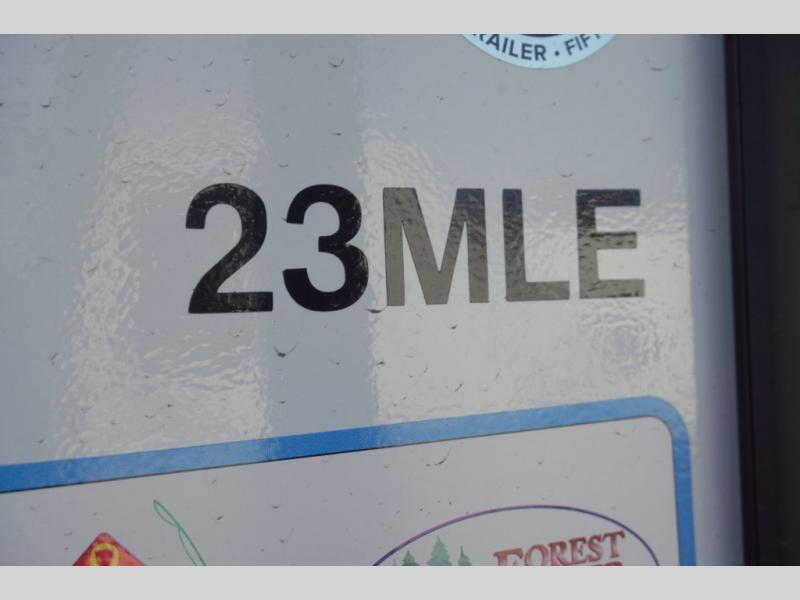 RAILER · FIF
23MLE
FOREST